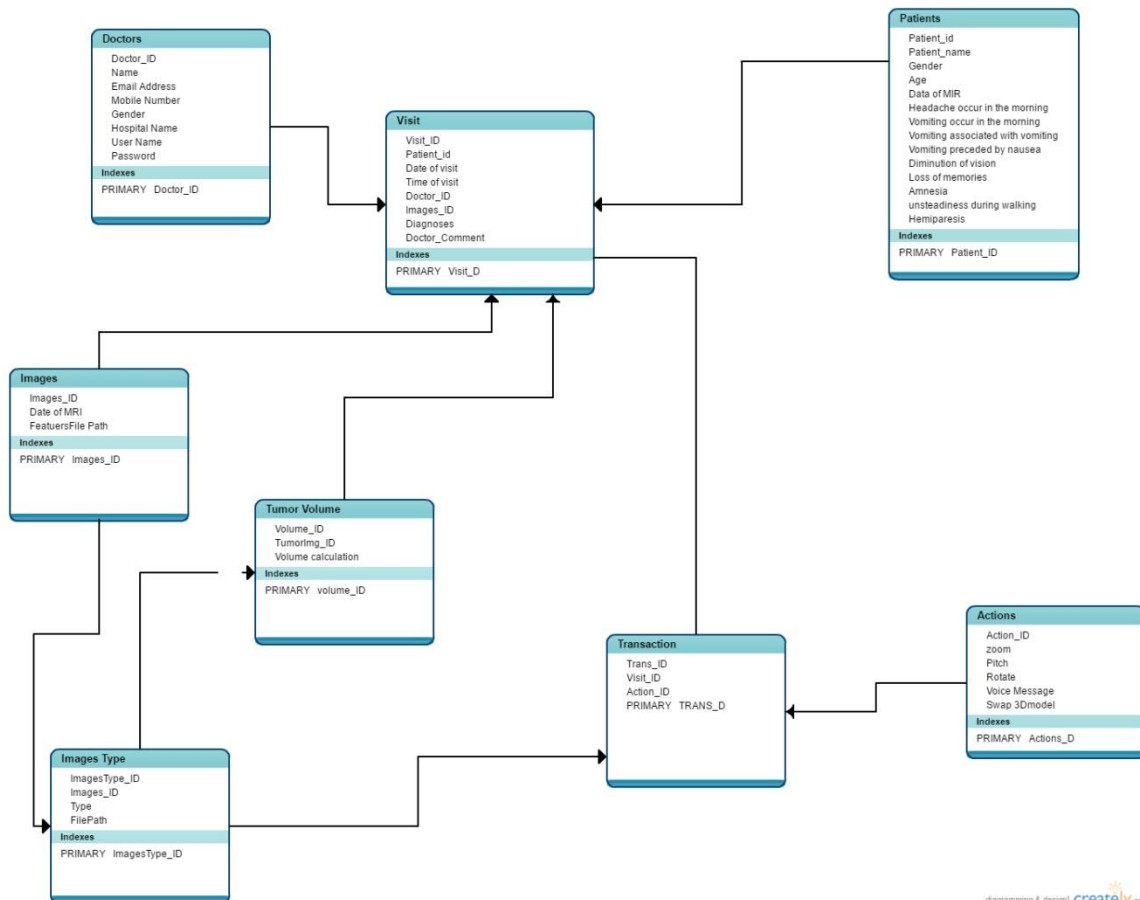 Doctors
Doctor_ID
Name
Email Address
Mobile Number
Gender
Hospital Name
User Name
Password
Indexes
PRIMARY Doctor_ID
Visit
Visit_ID
Patient_id
Date of visit
Time of visit
Doctor_ID
Images_ID
Diagnoses
Doctor_Comment
Indexes
PRIMARY Visit_D
Patients
Patient_id
Patient_name
Gender
Age
Data of MIR
Headache occur in the morning
Vomiting occur in the morning
Vomiting associated with vomiting
Vomiting preceded by nausea
Diminution of vision
Loss of memories
Amnesia
unsteadiness during walking
Hemiparesis
Indexes
PRIMARY Patient_ID
Images
Images_ID
Date of MRI
FeatuersFile Path
Indexes
PRIMARY Images_ID
Tumor Volume
Volume_ID
TumorImg_ID
Volume calculation
Indexes
PRIMARY volume_ID
Transaction
Trans_ID
Visit_ID
Action_ID
PRIMARY TRANS_D
Actions
Action_ID
zoom
Pitch
Rotate
Voice Message
Swap 3Dmodel
Indexes
PRIMARY Actions_D
Images Type
ImagesType_ID
Images_ID
Type
FilePath
Indexes
PRIMARY ImagesType_ID
diagramming & design! creately